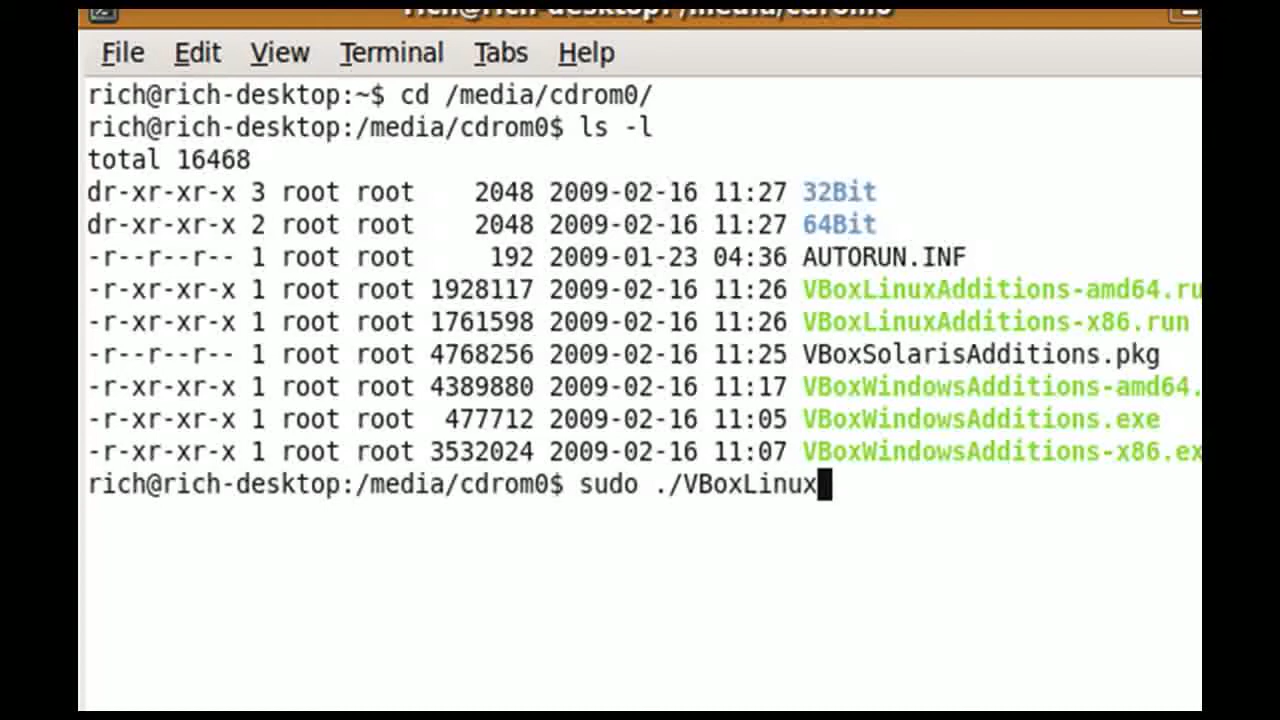 rich@rich-desktop: /media/cdrom0
File Edit View Terminal Tabs Help
rich@rich-desktop:~$ cd /media/cdrom0/
rich@rich-desktop:/media/cdrom0$ ls -l
total 16468
dr-xr-xr-x 3 root root    2048 2009-02-16 11:27 32Bit
dr-xr-xr-x 2 root root    2048 2009-02-16 11:27 64Bit
-r--r--r-- 1 root root     192 2009-01-23 04:36 AUTORUN.INF
-r-xr-xr-x 1 root root 1928117 2009-02-16 11:26 VBoxLinuxAdditions-amd64.ru
-r-xr-xr-x 1 root root 1761598 2009-02-16 11:26 VBoxLinuxAdditions-x86.run
-r--r--r-- 1 root root 4768256 2009-02-16 11:25 VBoxSolarisAdditions.pkg
-r-xr-xr-x 1 root root 4389880 2009-02-16 11:17 VBoxWindowsAdditions-amd64.
-r-xr-xr-x 1 root root  477712 2009-02-16 11:05 VBoxWindowsAdditions.exe
-r-xr-xr-x 1 root root 3532024 2009-02-16 11:07 VBoxWindowsAdditions-x86.ex
rich@rich-desktop:/media/cdrom0$ sudo ./VBoxLinux